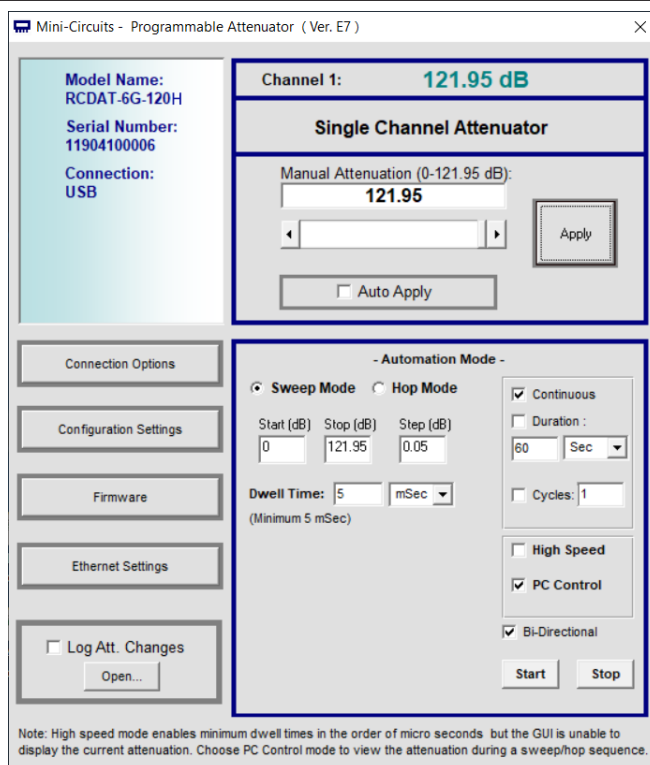 Mini-Circuits - Programmable Attenuator ( Ver. E7 )
Model Name:
RCDAT-6G-120H
Serial Number:
11904100006
Connection:
USB
Channel 1: 121.95 dB
Single Channel Attenuator
Manual Attenuation (0-121.95 dB):
121.95
Apply
Auto Apply
Connection Options
Configuration Settings
Firmware
Ethernet Settings
Log Att. Changes
Open...
- Automation Mode -
Sweep Mode Hop Mode
Start (dB) Stop (dB) Step (dB)
0 121.95 0.05
Dwell Time: 5 mSec
(Minimum 5 mSec)
Continuous
Duration :
60 Sec
Cycles: 1
High Speed
PC Control
Bi-Directional
Start Stop
Note: High speed mode enables minimum dwell times in the order of micro seconds but the GUI is unable to
display the current attenuation. Choose PC Control mode to view the attenuation during a sweep/hop sequence.